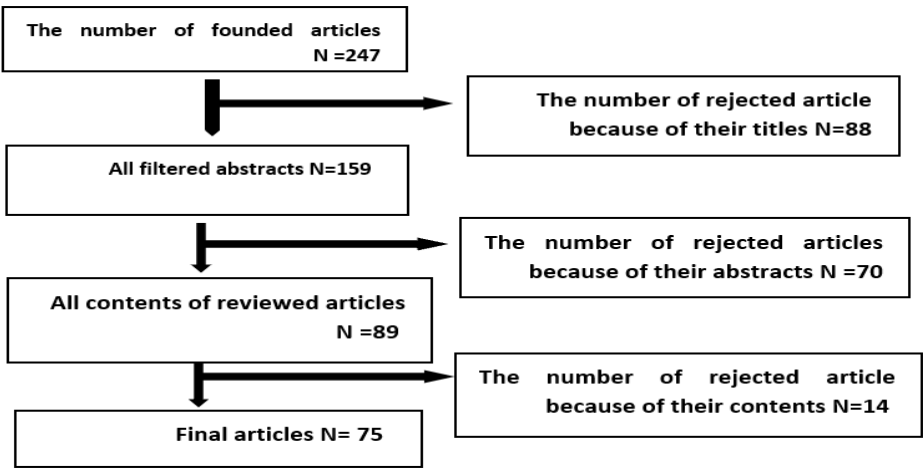 The number of founded articles
N =247
The number of rejected article
because of their titles N=88
All filtered abstracts N=159
The number of rejected articles
because of their abstracts N =70
All contents of reviewed articles
N =89
The number of rejected article
because of their contents N=14
Final articles N= 75